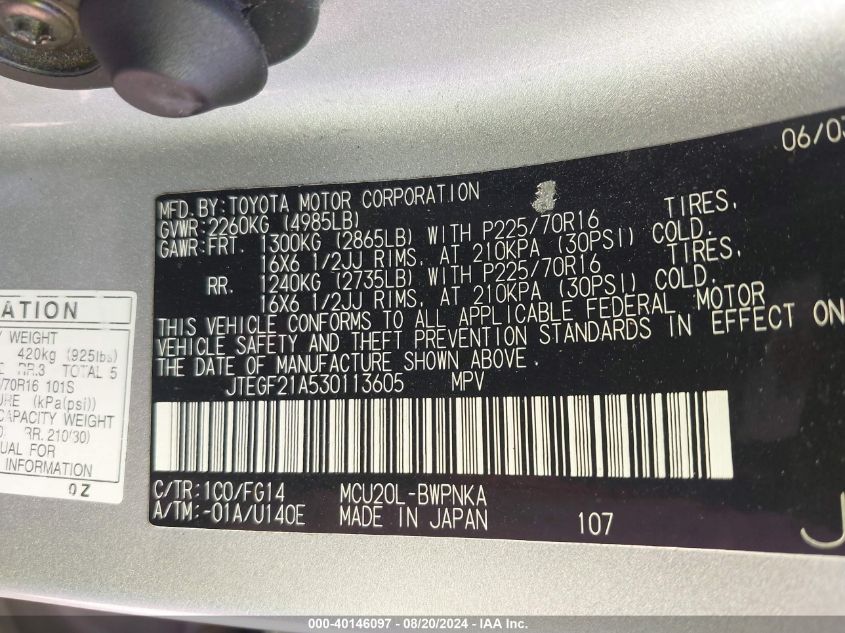 06/03
MFD. BY: TOYOTA MOTOR CORPORATION
GVWR: 2260KG (4985LB)
GAWR: FRT 1300KG (2865LB) WITH P225/70R16 TIRES,
16X6 1/2JJ RIMS, AT 210KPA (30PSI) COLD.
RR. 1240KG (2735LB) WITH P225/70R16 TIRES,
16X6 1/2JJ RIMS, AT 210KPA (30PSI) COLD.
THIS VEHICLE CONFORMS TO ALL APPLICABLE FEDERAL MOTOR
VEHICLE SAFETY AND THEFT PREVENTION STANDARDS IN EFFECT ON
THE DATE OF MANUFACTURE SHOWN ABOVE.
JTEGF21A530113605 MPV
C/TR: 1C0/FG14 MCU20L-BWPNKA
A/TM: -01A/U140E MADE IN JAPAN 107
J
ATION
WEIGHT
420kg (925lbs)
RR.3 TOTAL 5
/70R16 101S
URE (kPa(psi))
CAPACITY WEIGHT
RR. 210/30)
UAL FOR
INFORMATION
0Z
000-40146097 - 08/20/2024 - IAA Holdings, LLC.